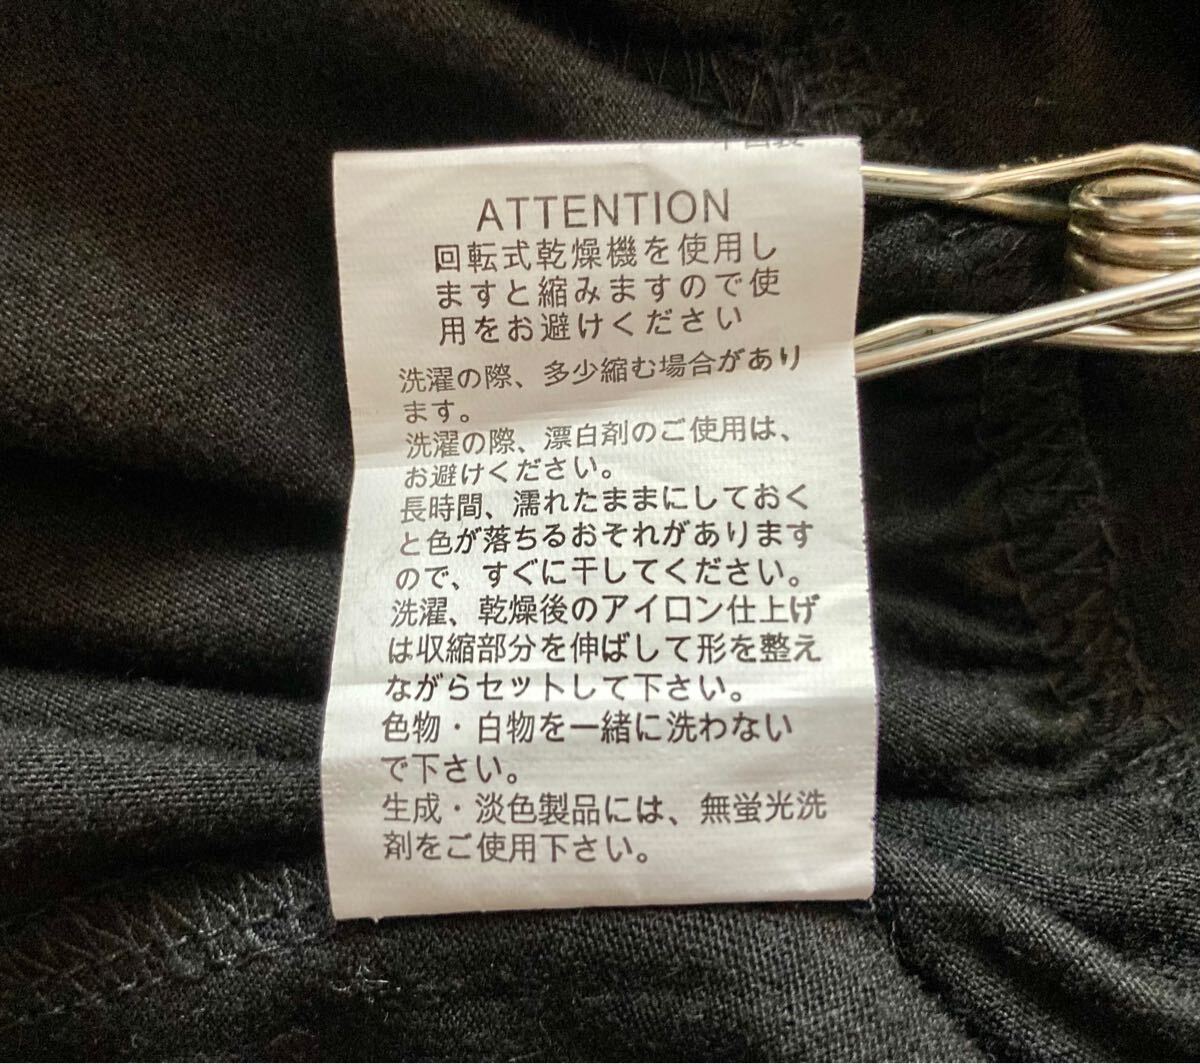 ATTENTION
回転式乾燥機を使用し
ますと縮みますので使
用をお避けください
洗濯の際、多少縮む場合があり
ます。
洗濯の際、漂白剤のご使用は、
お避けください。
長時間、濡れたままにしておく
と色が落ちるおそれがあります
ので、すぐに干してください。
洗濯、乾燥後のアイロン仕上げ
は収縮部分を伸ばして形を整え
ながらセットして下さい。
色物・白物を一緒に洗わない
で下さい。
生成・淡色製品には、無蛍光洗
剤をご使用下さい。